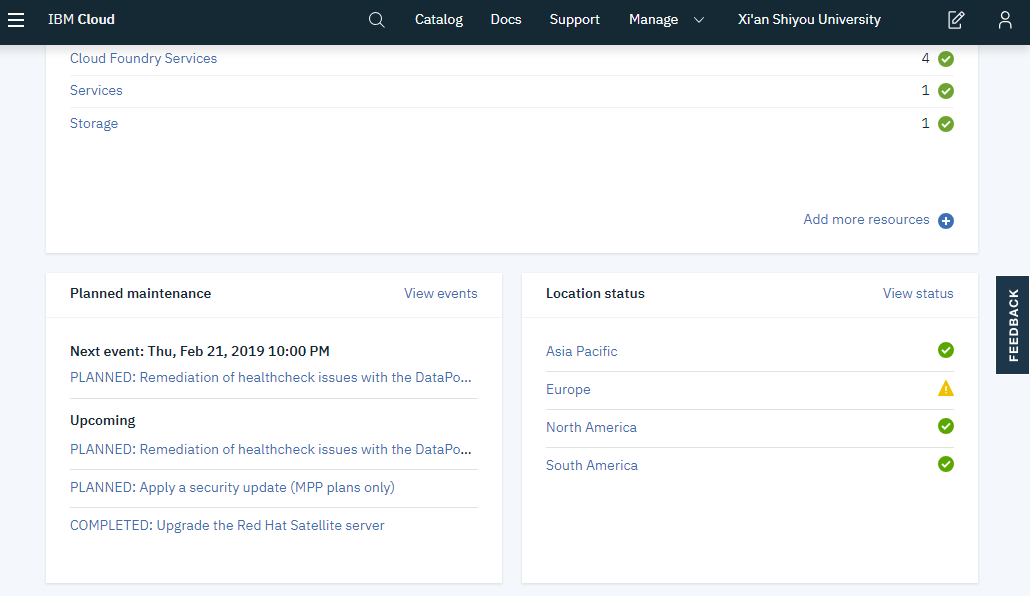 IBM Cloud Catalog Docs Support Manage Xi'an Shiyou University
Cloud Foundry Services 4
Services 1
Storage 1
Add more resources
Planned maintenance View events
Next event: Thu, Feb 21, 2019 10:00 PM
PLANNED: Remediation of healthcheck issues with the DataPo...
Upcoming
PLANNED: Remediation of healthcheck issues with the DataPo...
PLANNED: Apply a security update (MPP plans only)
COMPLETED: Upgrade the Red Hat Satellite server
Location status View status
Asia Pacific
Europe
North America
South America
FEEDBACK